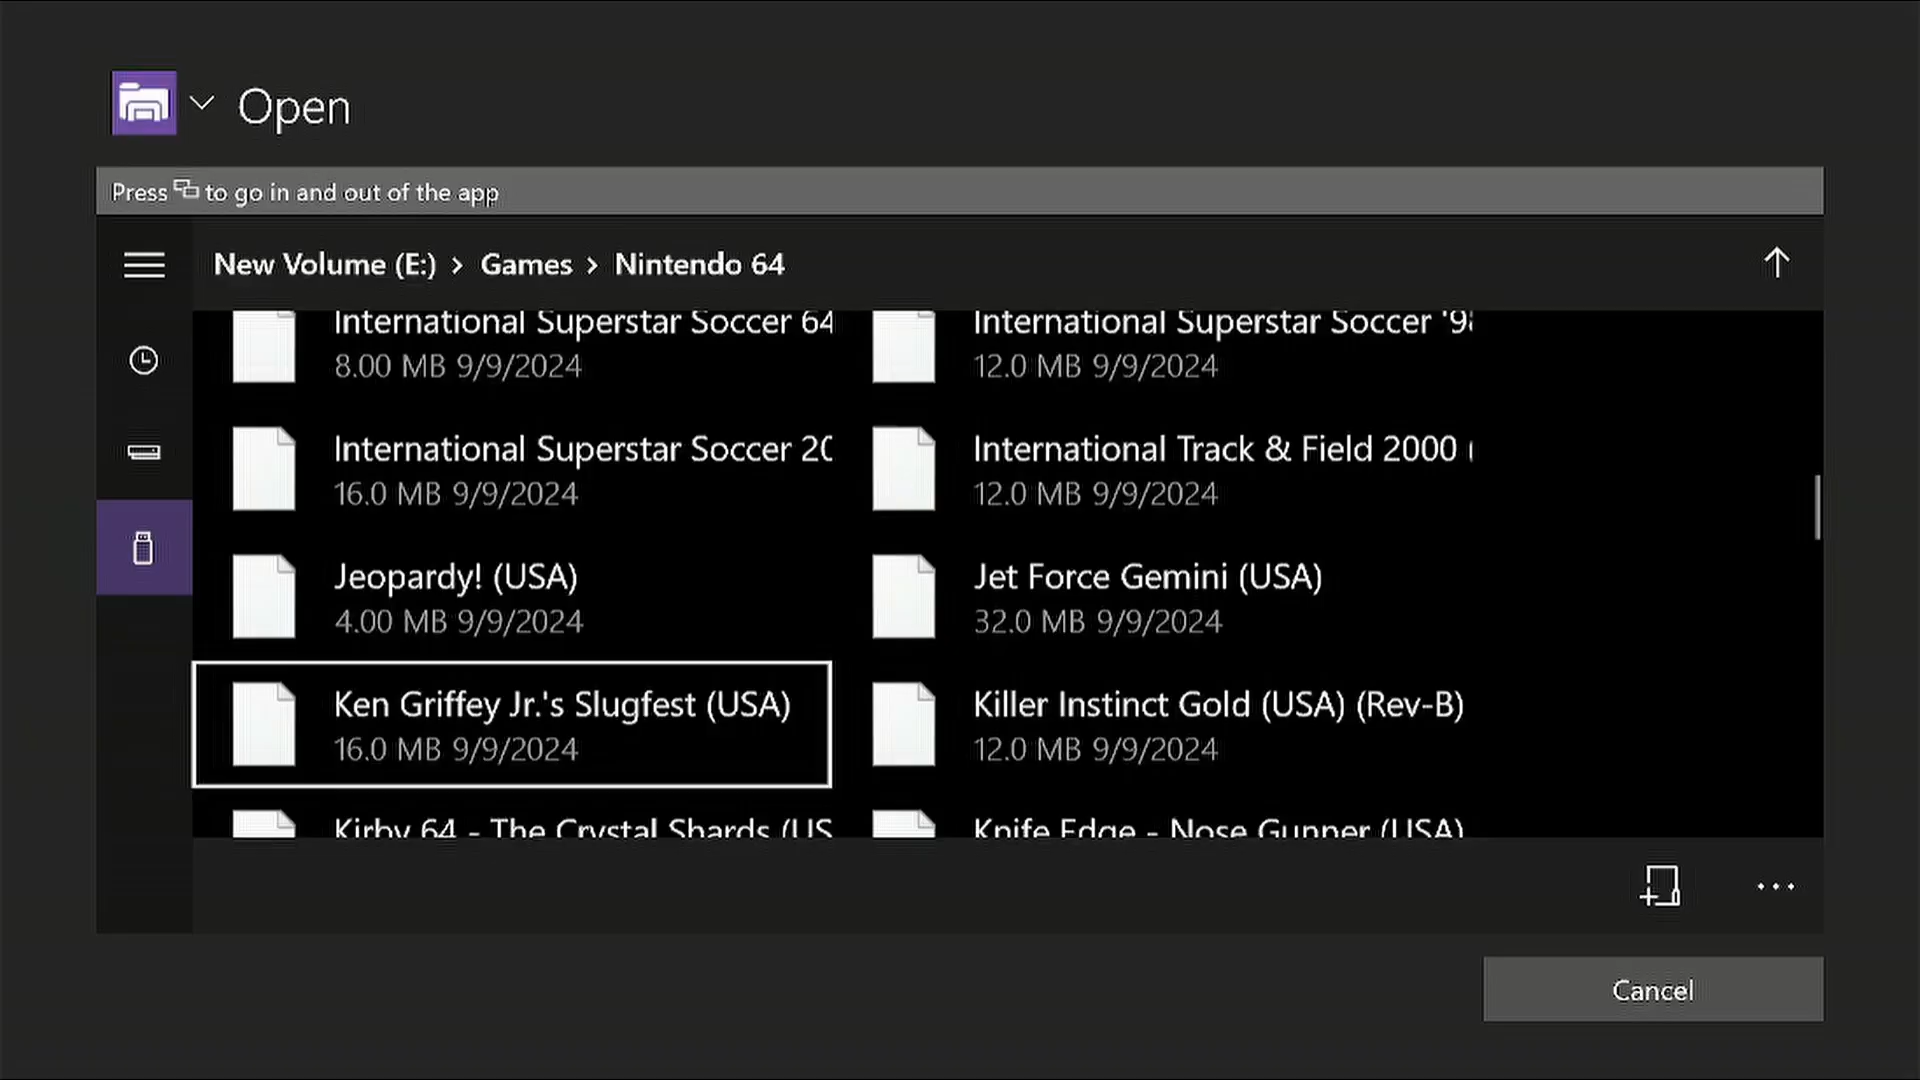 Open
Press to go in and out of the app
New Volume (E:) > Games > Nintendo 64
International Superstar Soccer 64
8.00 MB 9/9/2024
International Superstar Soccer '98
12.0 MB 9/9/2024
International Superstar Soccer 20
16.0 MB 9/9/2024
International Track & Field 2000 (
12.0 MB 9/9/2024
Jeopardy! (USA)
4.00 MB 9/9/2024
Jet Force Gemini (USA)
32.0 MB 9/9/2024
Ken Griffey Jr.'s Slugfest (USA)
16.0 MB 9/9/2024
Killer Instinct Gold (USA) (Rev-B)
12.0 MB 9/9/2024
Kirby 64 - The Crystal Shards (US
Knife Edge - Nose Gunner (USA)
Cancel